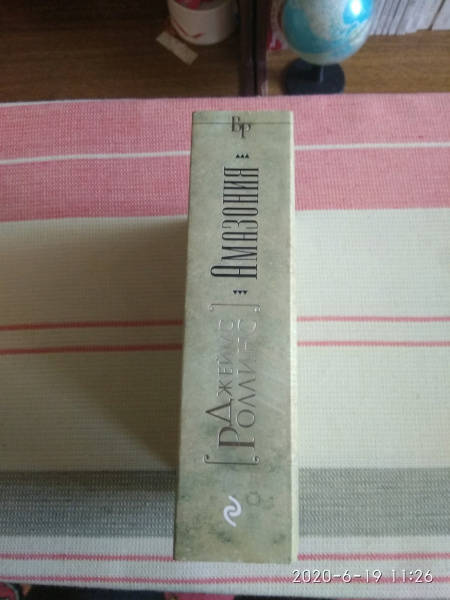 БР
Амазония
Джеймс
Роллинс
2020-6-19 11:26